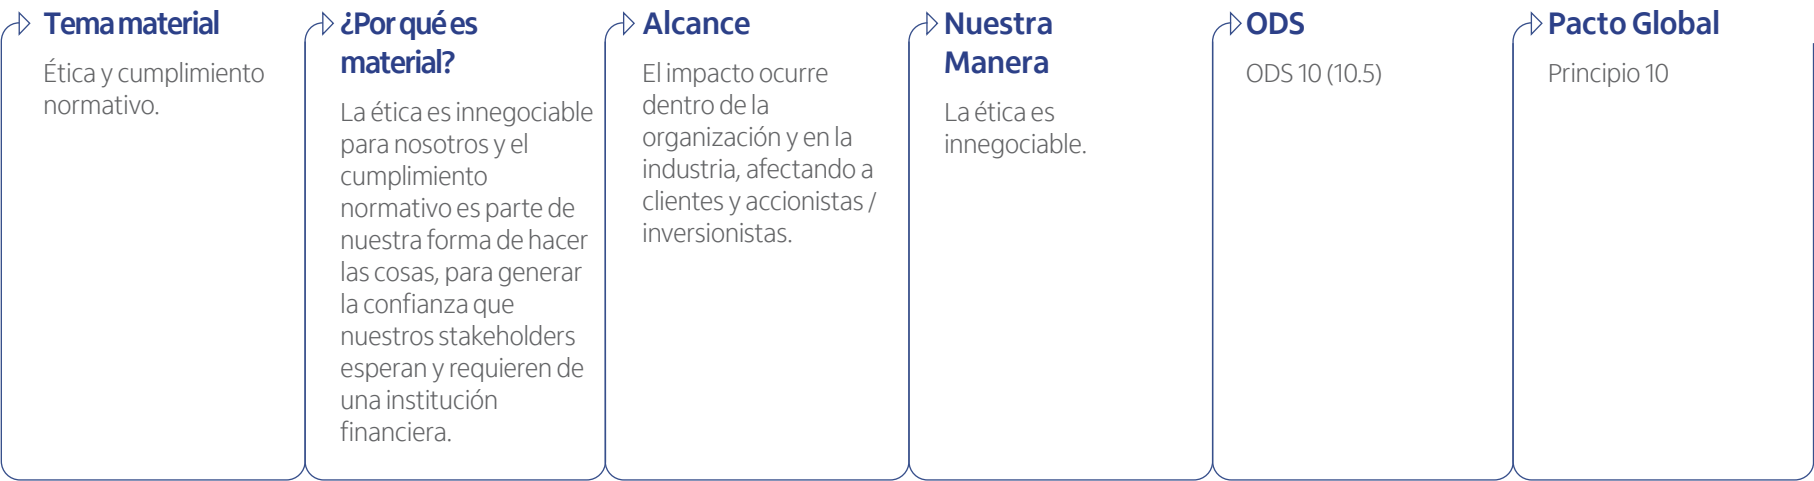 Tema material
Ética y cumplimiento
normativo.
¿Por qué es
material?
La ética es innegociable
para nosotros y el
cumplimiento
normativo es parte de
nuestra forma de hacer
las cosas, para generar
la confianza que
nuestros stakeholders
esperan y requieren de
una institución
financiera.
Alcance
El impacto ocurre
dentro de la
organización y en la
industria, afectando a
clientes y accionistas /
inversionistas.
Nuestra
Manera
La ética es
innegociable.
ODS
ODS 10 (10.5)
Pacto Global
Principio 10